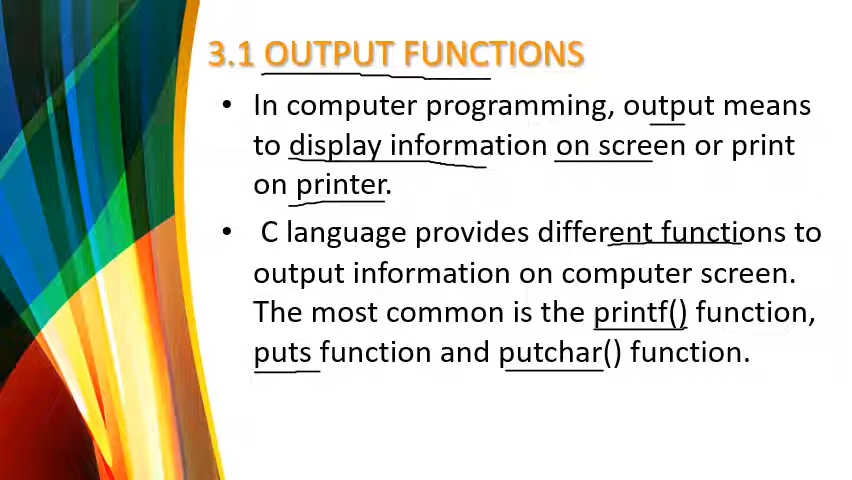 3.1 OUTPUT FUNCTIONS
• In computer programming, output means
to display information on screen or print
on printer.
• C language provides different functions to
output information on computer screen.
The most common is the printf() function,
puts function and putchar() function.